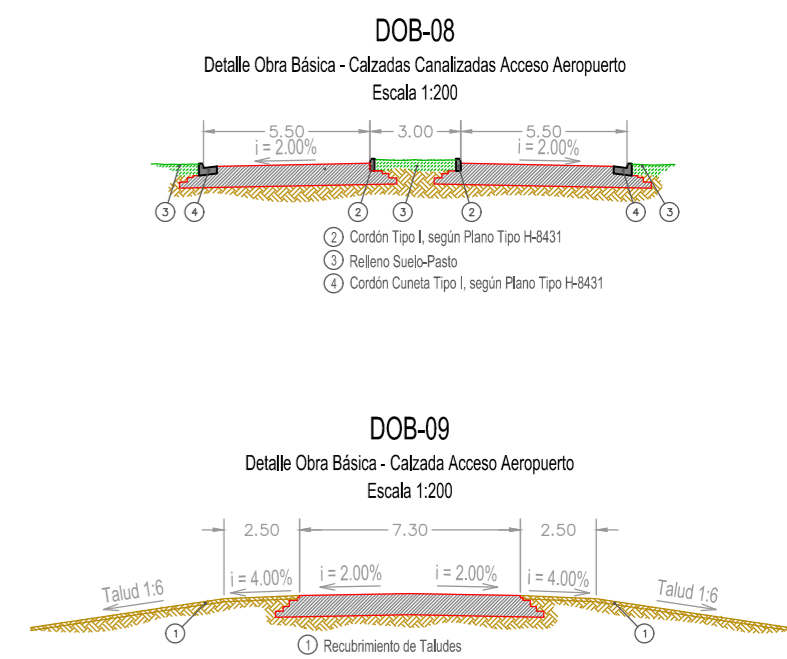 DOB-08
Detalle Obra Básica - Calzadas Canalizadas Acceso Aeropuerto
Escala 1:200
5.50 3.00 5.50
i = 2.00% i = 2.00%
3 4 2 3 2 4 3
2 Cordón Tipo I, según Plano Tipo H-8431
3 Relleno Suelo-Pasto
4 Cordón Cuneta Tipo I, según Plano Tipo H-8431
DOB-09
Detalle Obra Básica - Calzada Acceso Aeropuerto
Escala 1:200
2.50 7.30 2.50
Talud 1:6 i = 4.00% i = 2.00% i = 2.00% i = 4.00% Talud 1:6
1 1
1 Recubrimiento de Taludes